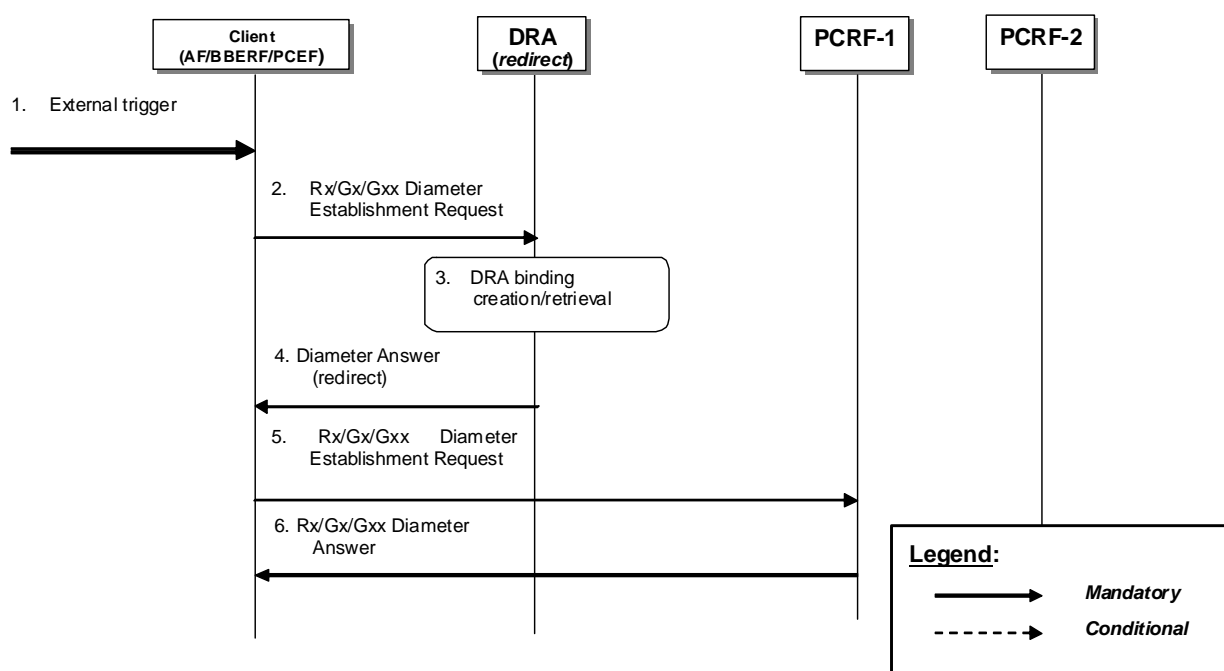 Client
(AF/BBERF/PCEF)
DRA
(redirect)
PCRF-1
PCRF-2
1. External trigger
2. Rx/Gx/Gxx Diameter
Establishment Request
3. DRA binding
creation/retrieval
4. Diameter Answer
(redirect)
5. Rx/Gx/Gxx Diameter
Establishment Request
6. Rx/Gx/Gxx Diameter
Answer
Legend:
Mandatory
Conditional